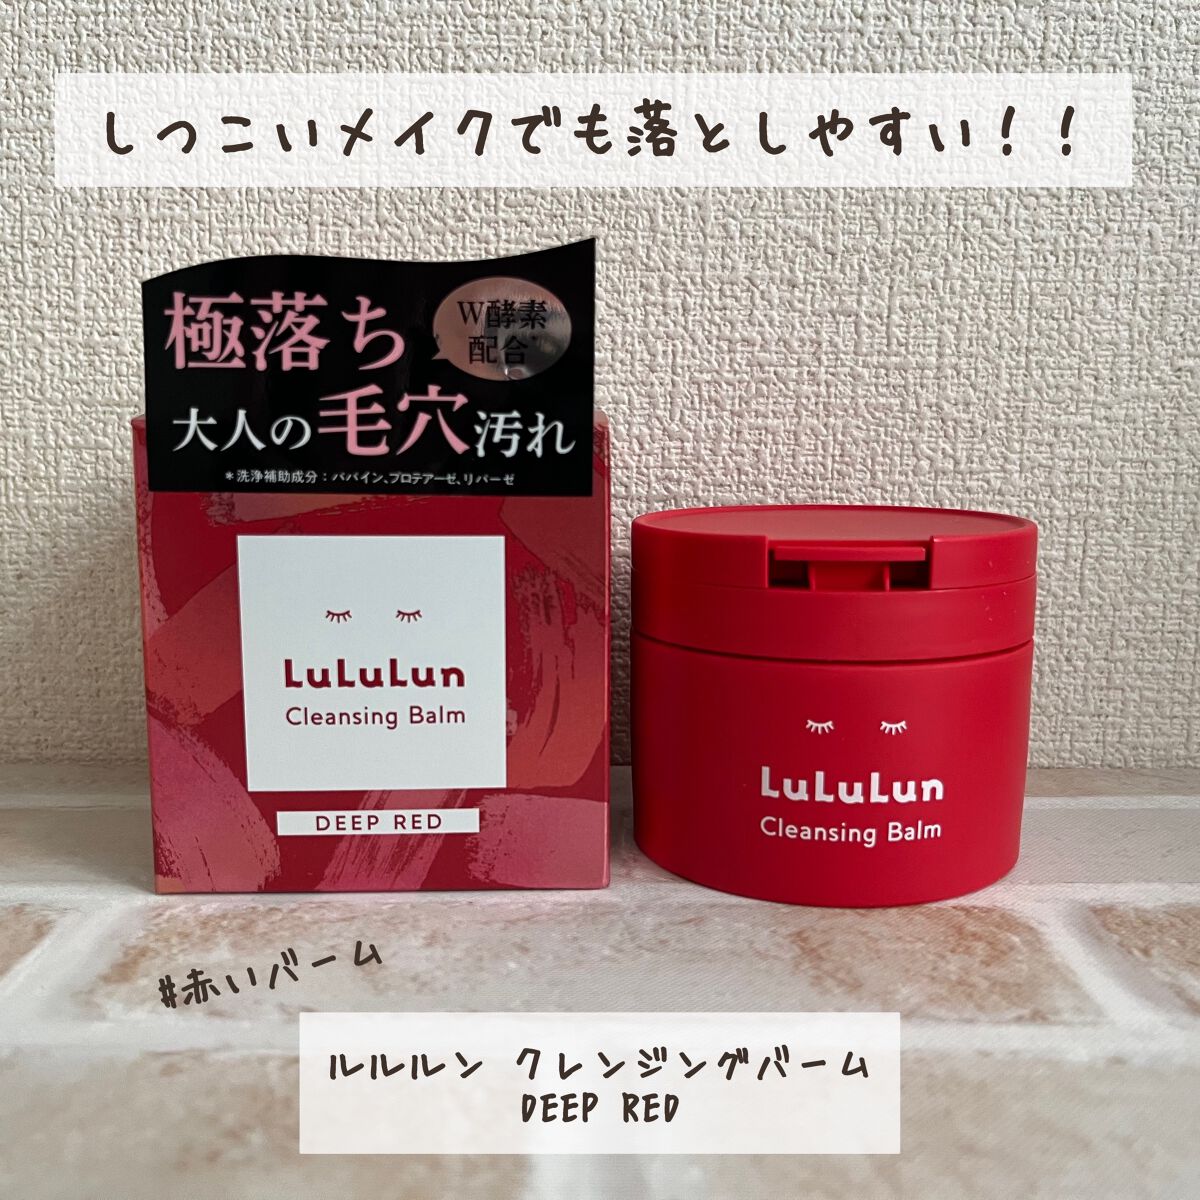 しつこいメイクでも落としやすい！！
極落ち
W酵素
配合*
大人の毛穴汚れ
*洗浄補助成分：パパイン、プロテアーゼ、リパーゼ
LuLuLun
Cleansing Balm
DEEP RED
LuLuLun
Cleansing Balm
#赤いバーム
ルルルン クレンジングバーム
DEEP RED